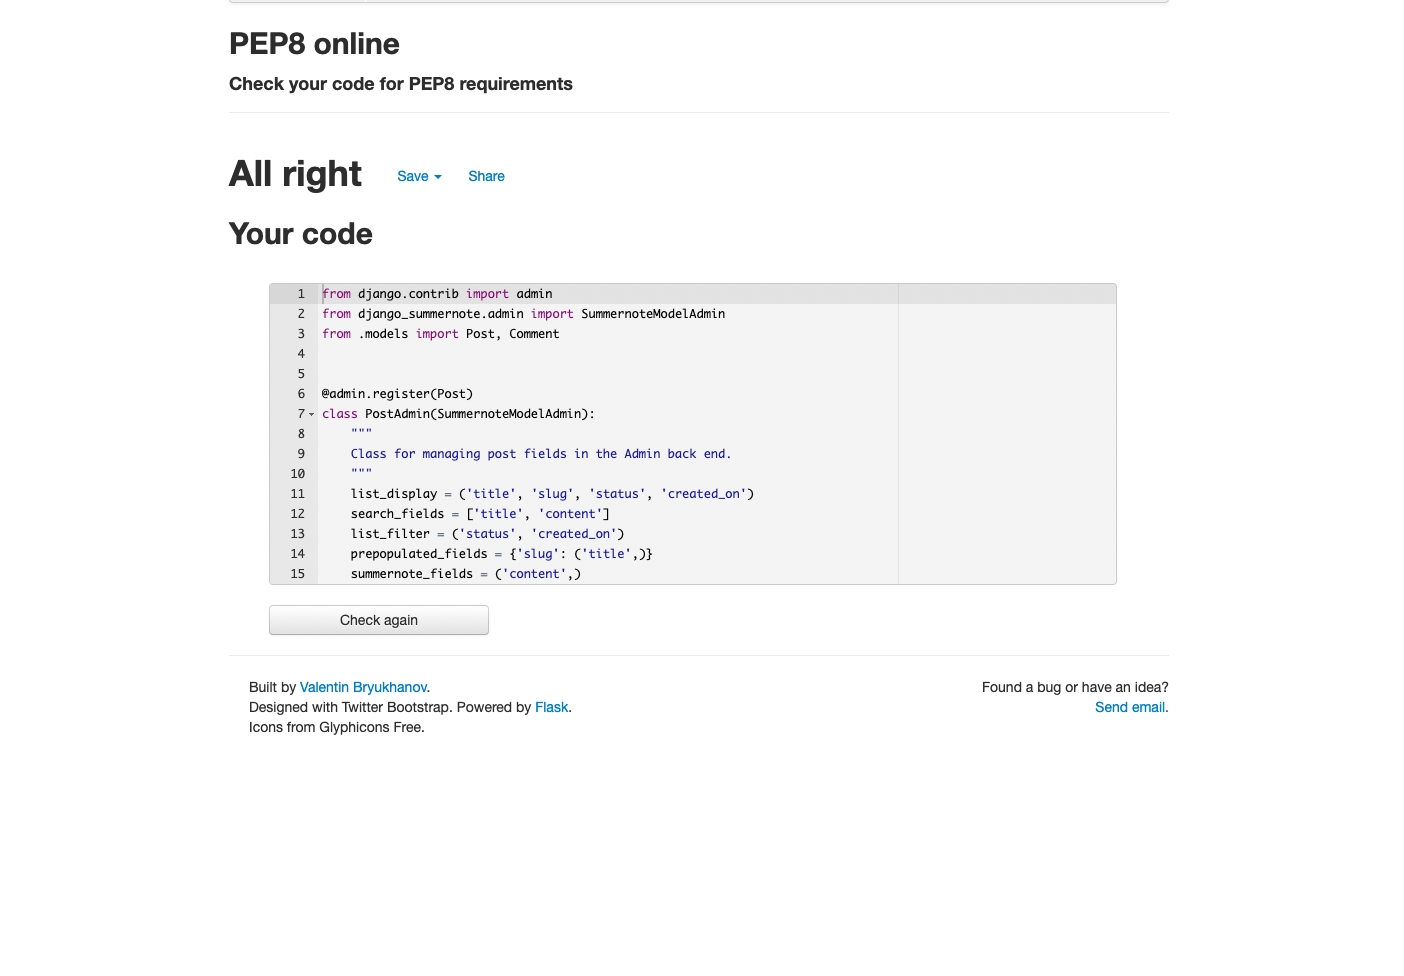 PEP8 online
Check your code for PEP8 requirements
All right Save Share
Your code
1 from django.contrib import admin
2 from django_summernote.admin import SummernoteModelAdmin
3 from .models import Post, Comment
4
5
6 @admin.register(Post)
7 class PostAdmin(SummernoteModelAdmin):
8     """
9     Class for managing post fields in the Admin back end.
10     """
11     list_display = ('title', 'slug', 'status', 'created_on')
12     search_fields = ['title', 'content']
13     list_filter = ('status', 'created_on')
14     prepopulated_fields = {'slug': ('title',)}
15     summernote_fields = ('content',)
Check again
Built by Valentin Bryukhanov.
Designed with Twitter Bootstrap. Powered by Flask.
Icons from Glyphicons Free.
Found a bug or have an idea?
Send email.